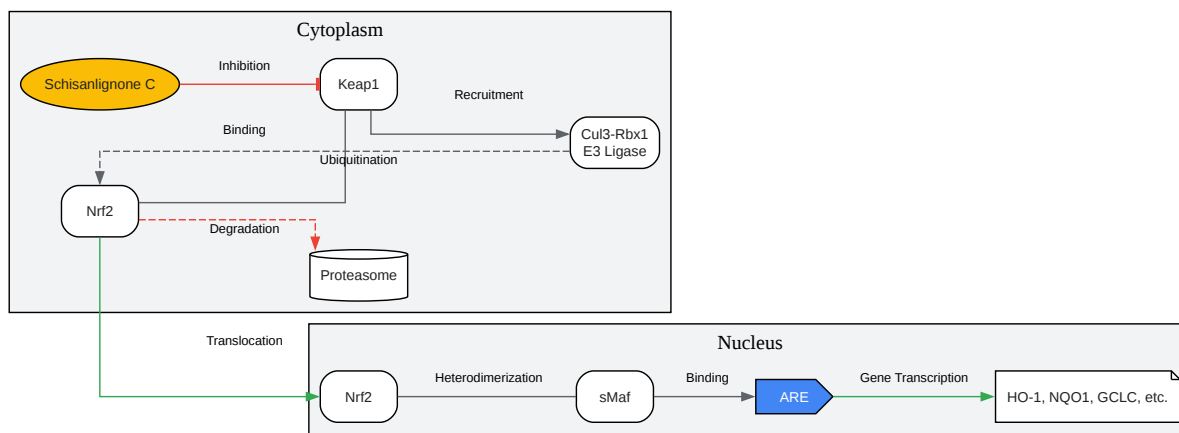 Cytoplasm
Schisanlignone C
Inhibition
Keap1
Recruitment
Cul3-Rbx1
E3 Ligase
Binding
Ubiquitination
Nrf2
Degradation
Proteasome
Translocation
Nucleus
Nrf2
Heterodimerization
sMaf
Binding
ARE
Gene Transcription
HO-1, NQO1, GCLC, etc.